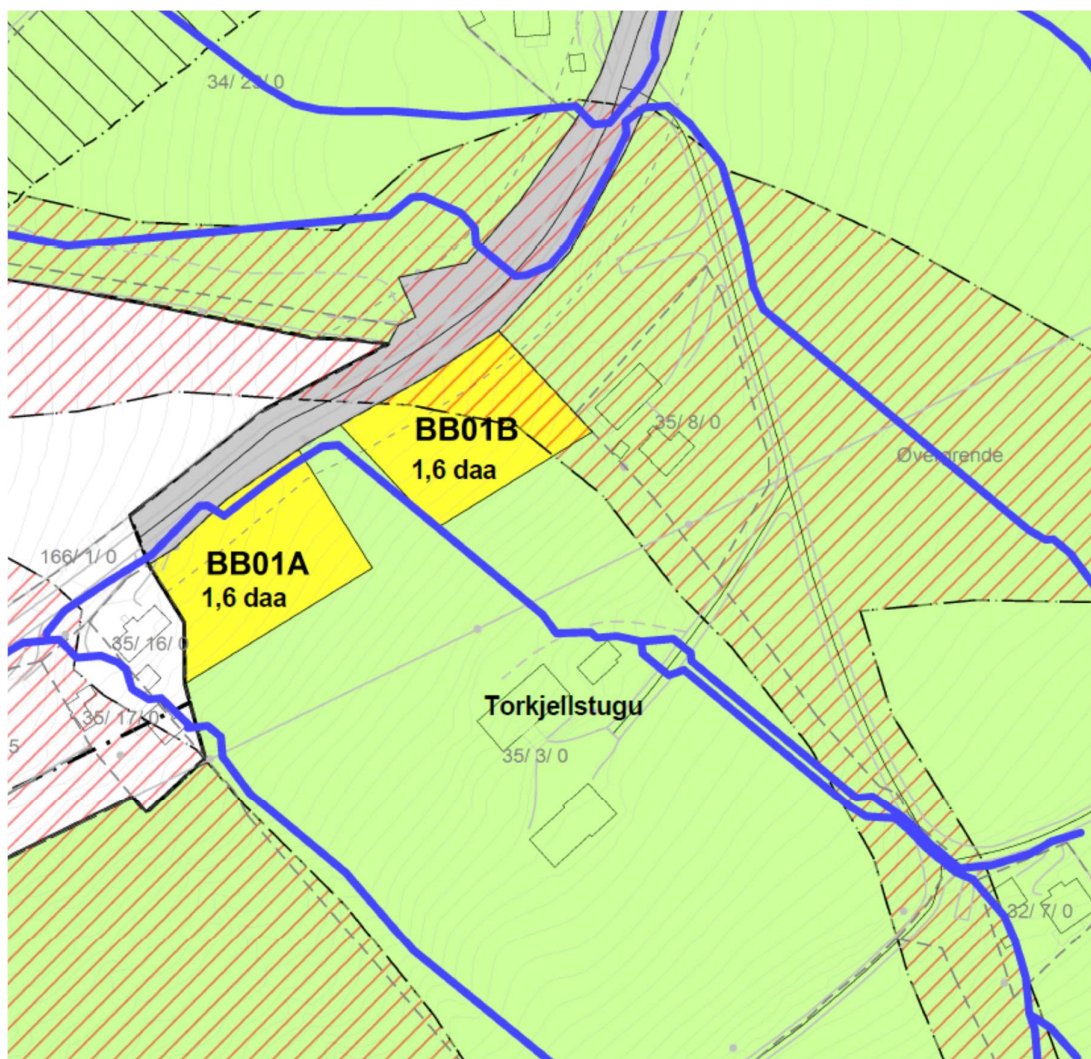 34/ 29/ 0
BB01B
1,6 daa
35/ 8/ 0
Øvergrende
166/ 1/ 0
BB01A
1,6 daa
35/ 16/ 0
Torkjellstugu
35/ 17/ 0
5
35/ 3/ 0
32/ 7/ 0